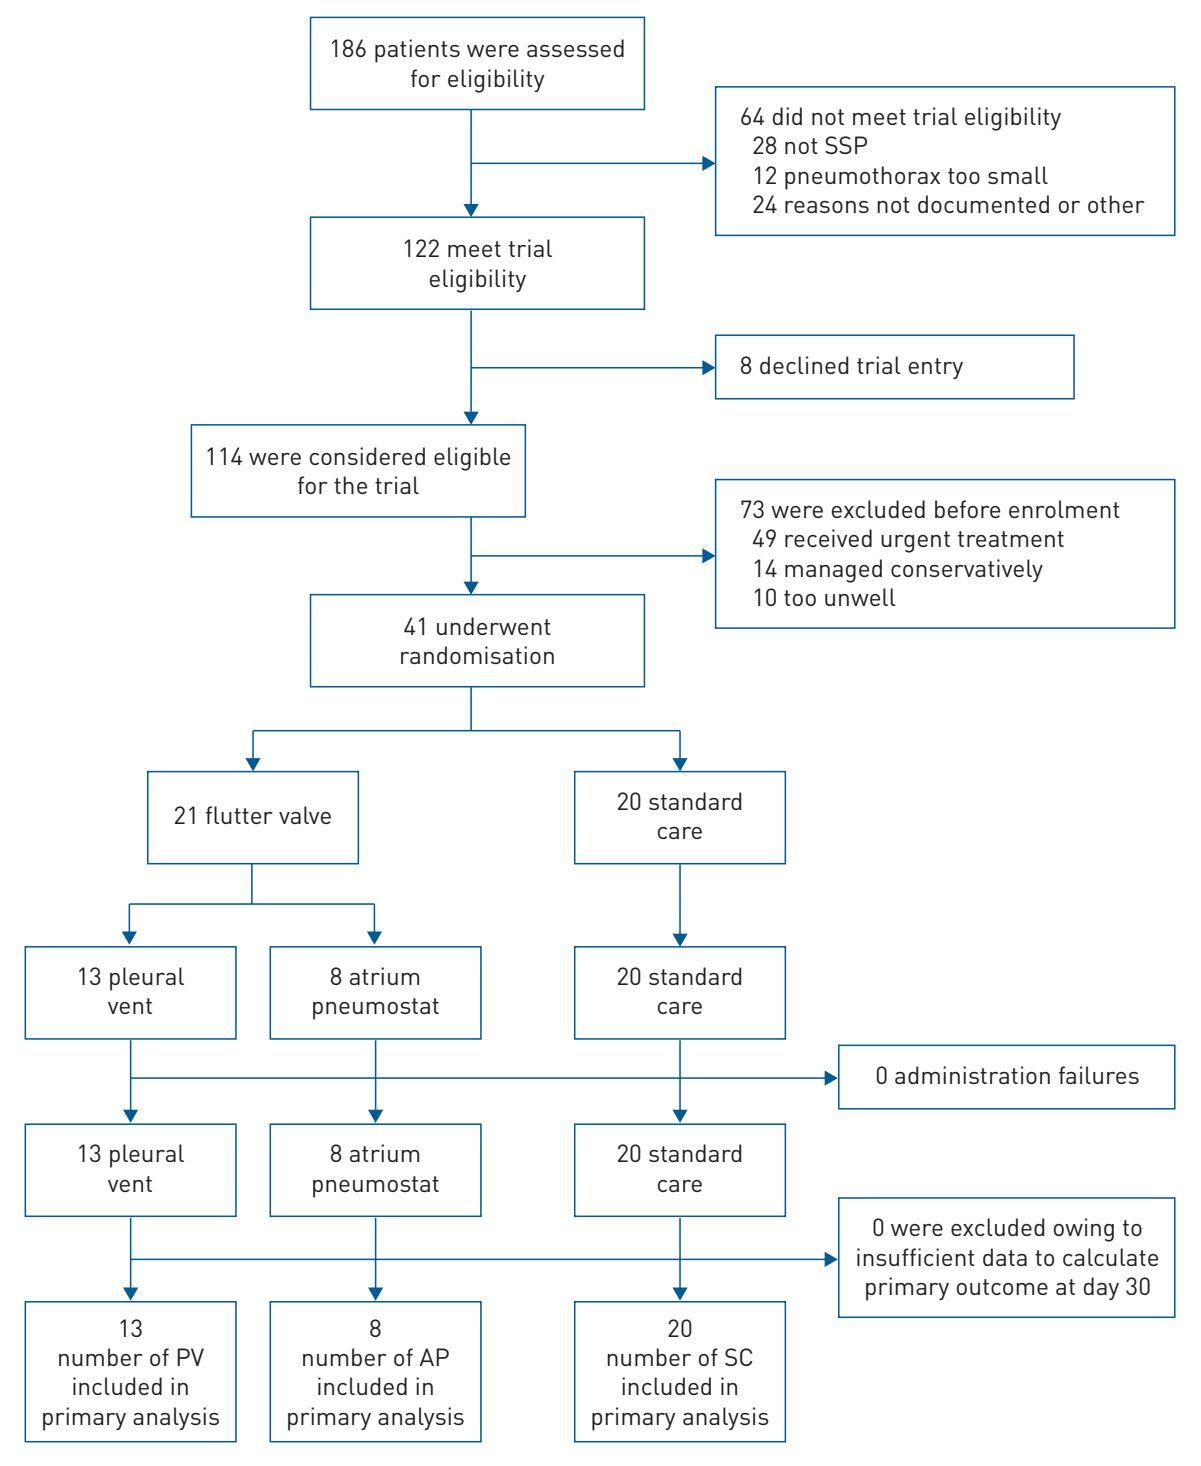 186 patients were assessed
for eligibility
64 did not meet trial eligibility
28 not SSP
12 pneumothorax too small
24 reasons not documented or other
122 meet trial
eligibility
8 declined trial entry
114 were considered eligible
for the trial
73 were excluded before enrolment
49 received urgent treatment
14 managed conservatively
10 too unwell
41 underwent
randomisation
21 flutter valve
20 standard
care
13 pleural
vent
8 atrium
pneumostat
20 standard
care
0 administration failures
13 pleural
vent
8 atrium
pneumostat
20 standard
care
0 were excluded owing to
insufficient data to calculate
primary outcome at day 30
13
number of PV
included in
primary analysis
8
number of AP
included in
primary analysis
20
number of SC
included in
primary analysis